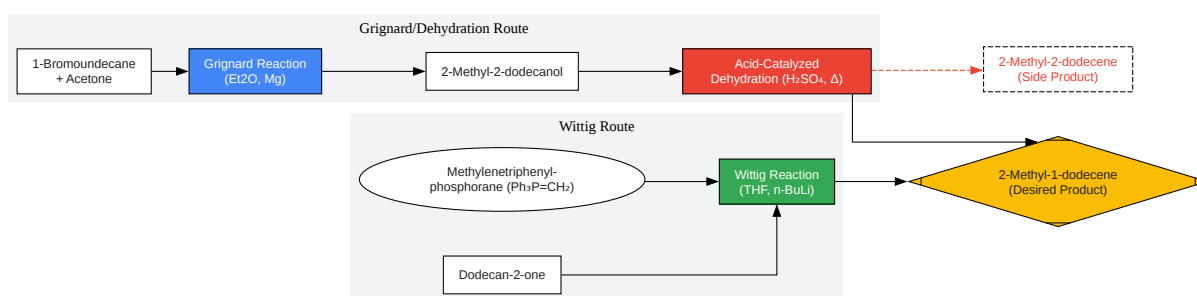 Grignard/Dehydration Route
1-Bromoundecane
+ Acetone
Grignard Reaction
(Et2O, Mg)
2-Methyl-2-dodecanol
Acid-Catalyzed
Dehydration (H₂SO₄, Δ)
2-Methyl-2-dodecene
(Side Product)
Wittig Route
Methylenetriphenyl-
phosphorane (Ph₃P=CH₂)
Wittig Reaction
(THF, n-BuLi)
2-Methyl-1-dodecene
(Desired Product)
Dodecan-2-one